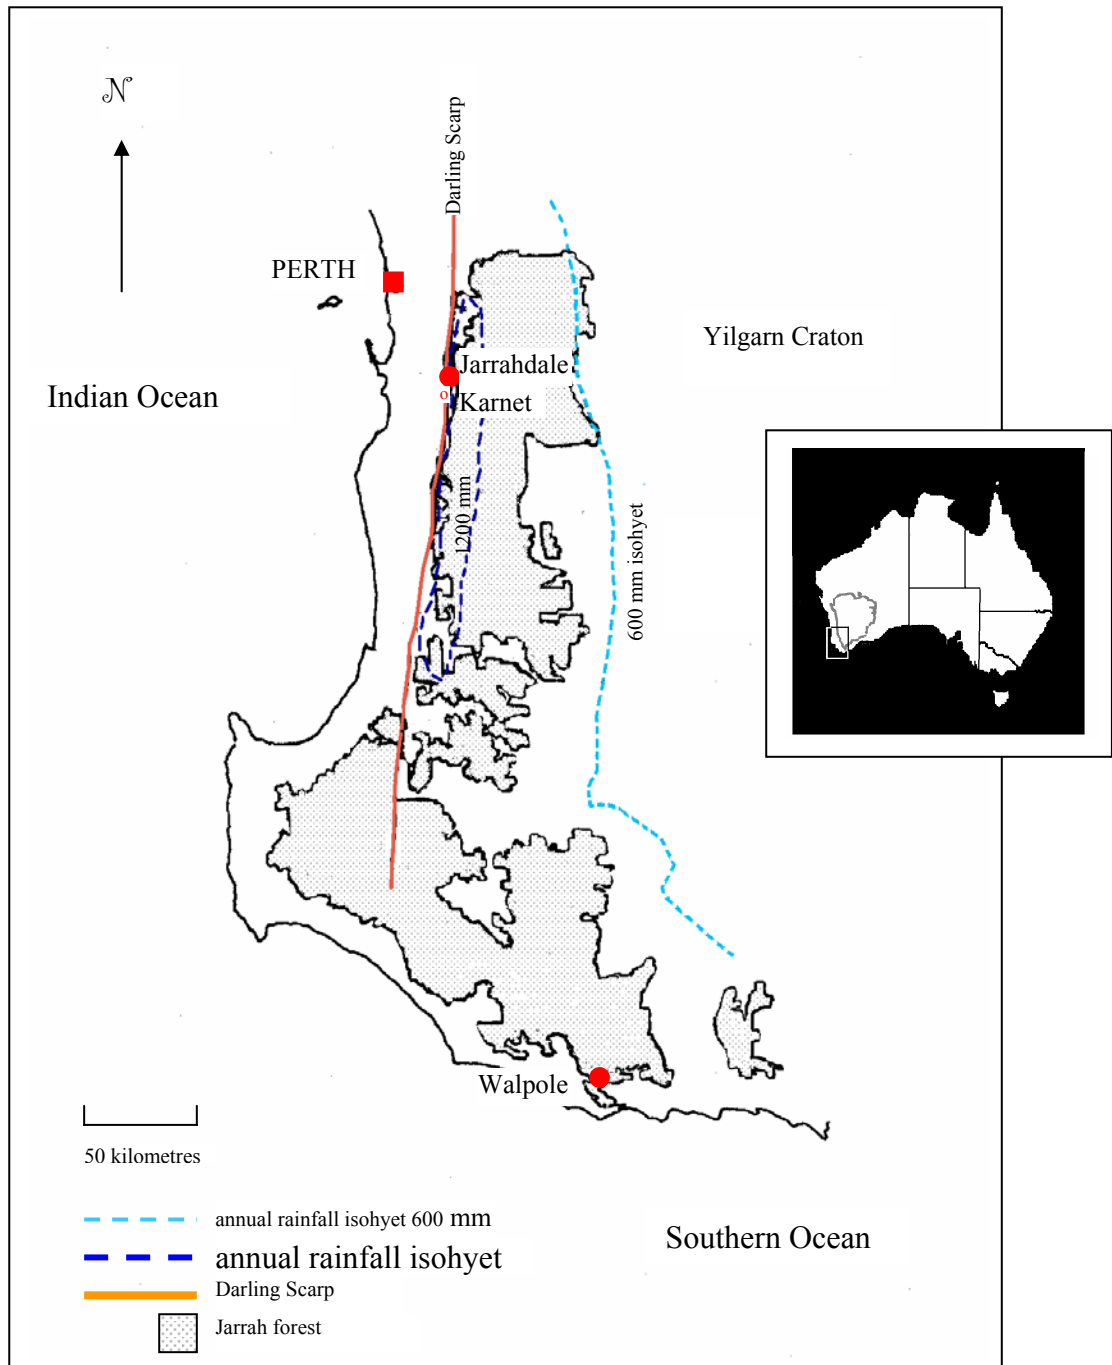 N
Darling Scarp
PERTH
Yilgarn Craton
Jarrahdale
Indian Ocean
Karnet
1200 mm
600 mm isohyet
Walpole
50 kilometres
annual rainfall isohyet 600 mm
Southern Ocean
annual rainfall isohyet
Darling Scarp
Jarrah forest